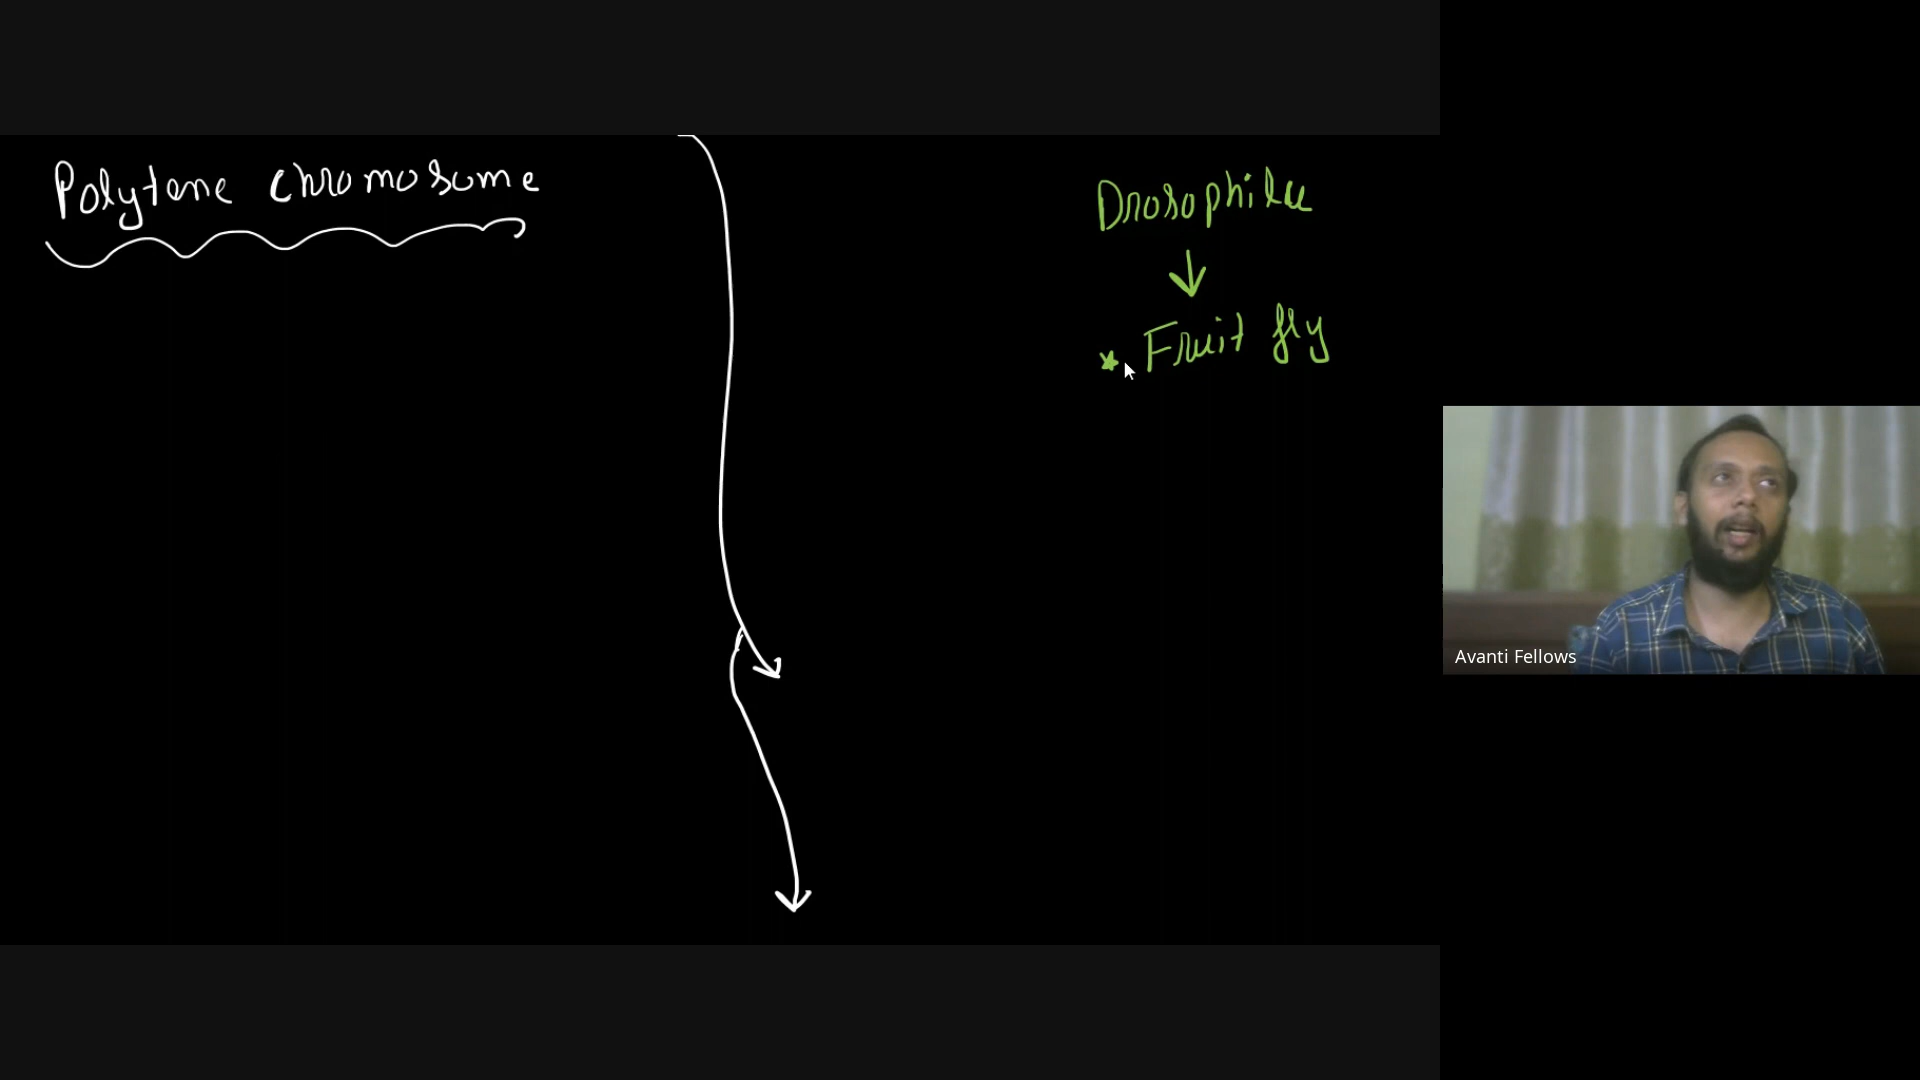 Polytene chromosome
Drosophila
↓
* Fruit fly
Avanti Fellows